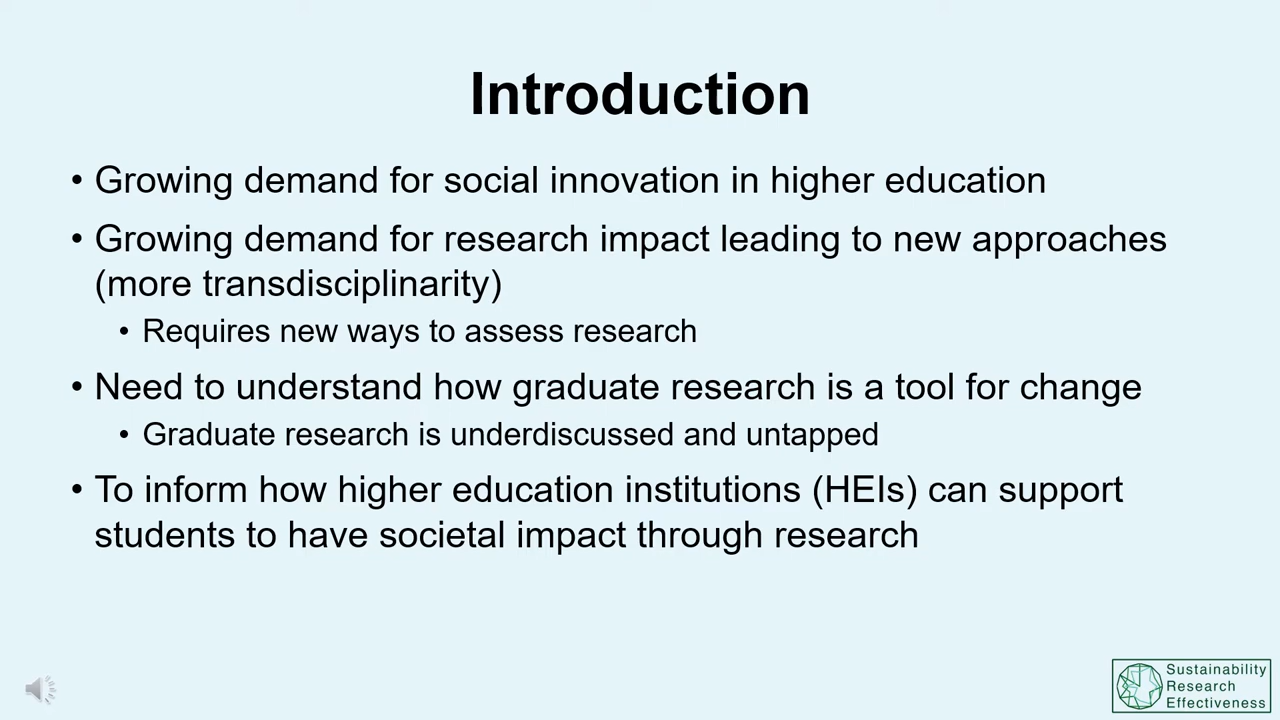 Introduction
• Growing demand for social innovation in higher education
• Growing demand for research impact leading to new approaches
(more transdisciplinarity)
• Requires new ways to assess research
• Need to understand how graduate research is a tool for change
• Graduate research is underdiscussed and untapped
• To inform how higher education institutions (HEIs) can support
students to have societal impact through research
Sustainability
Research
Effectiveness